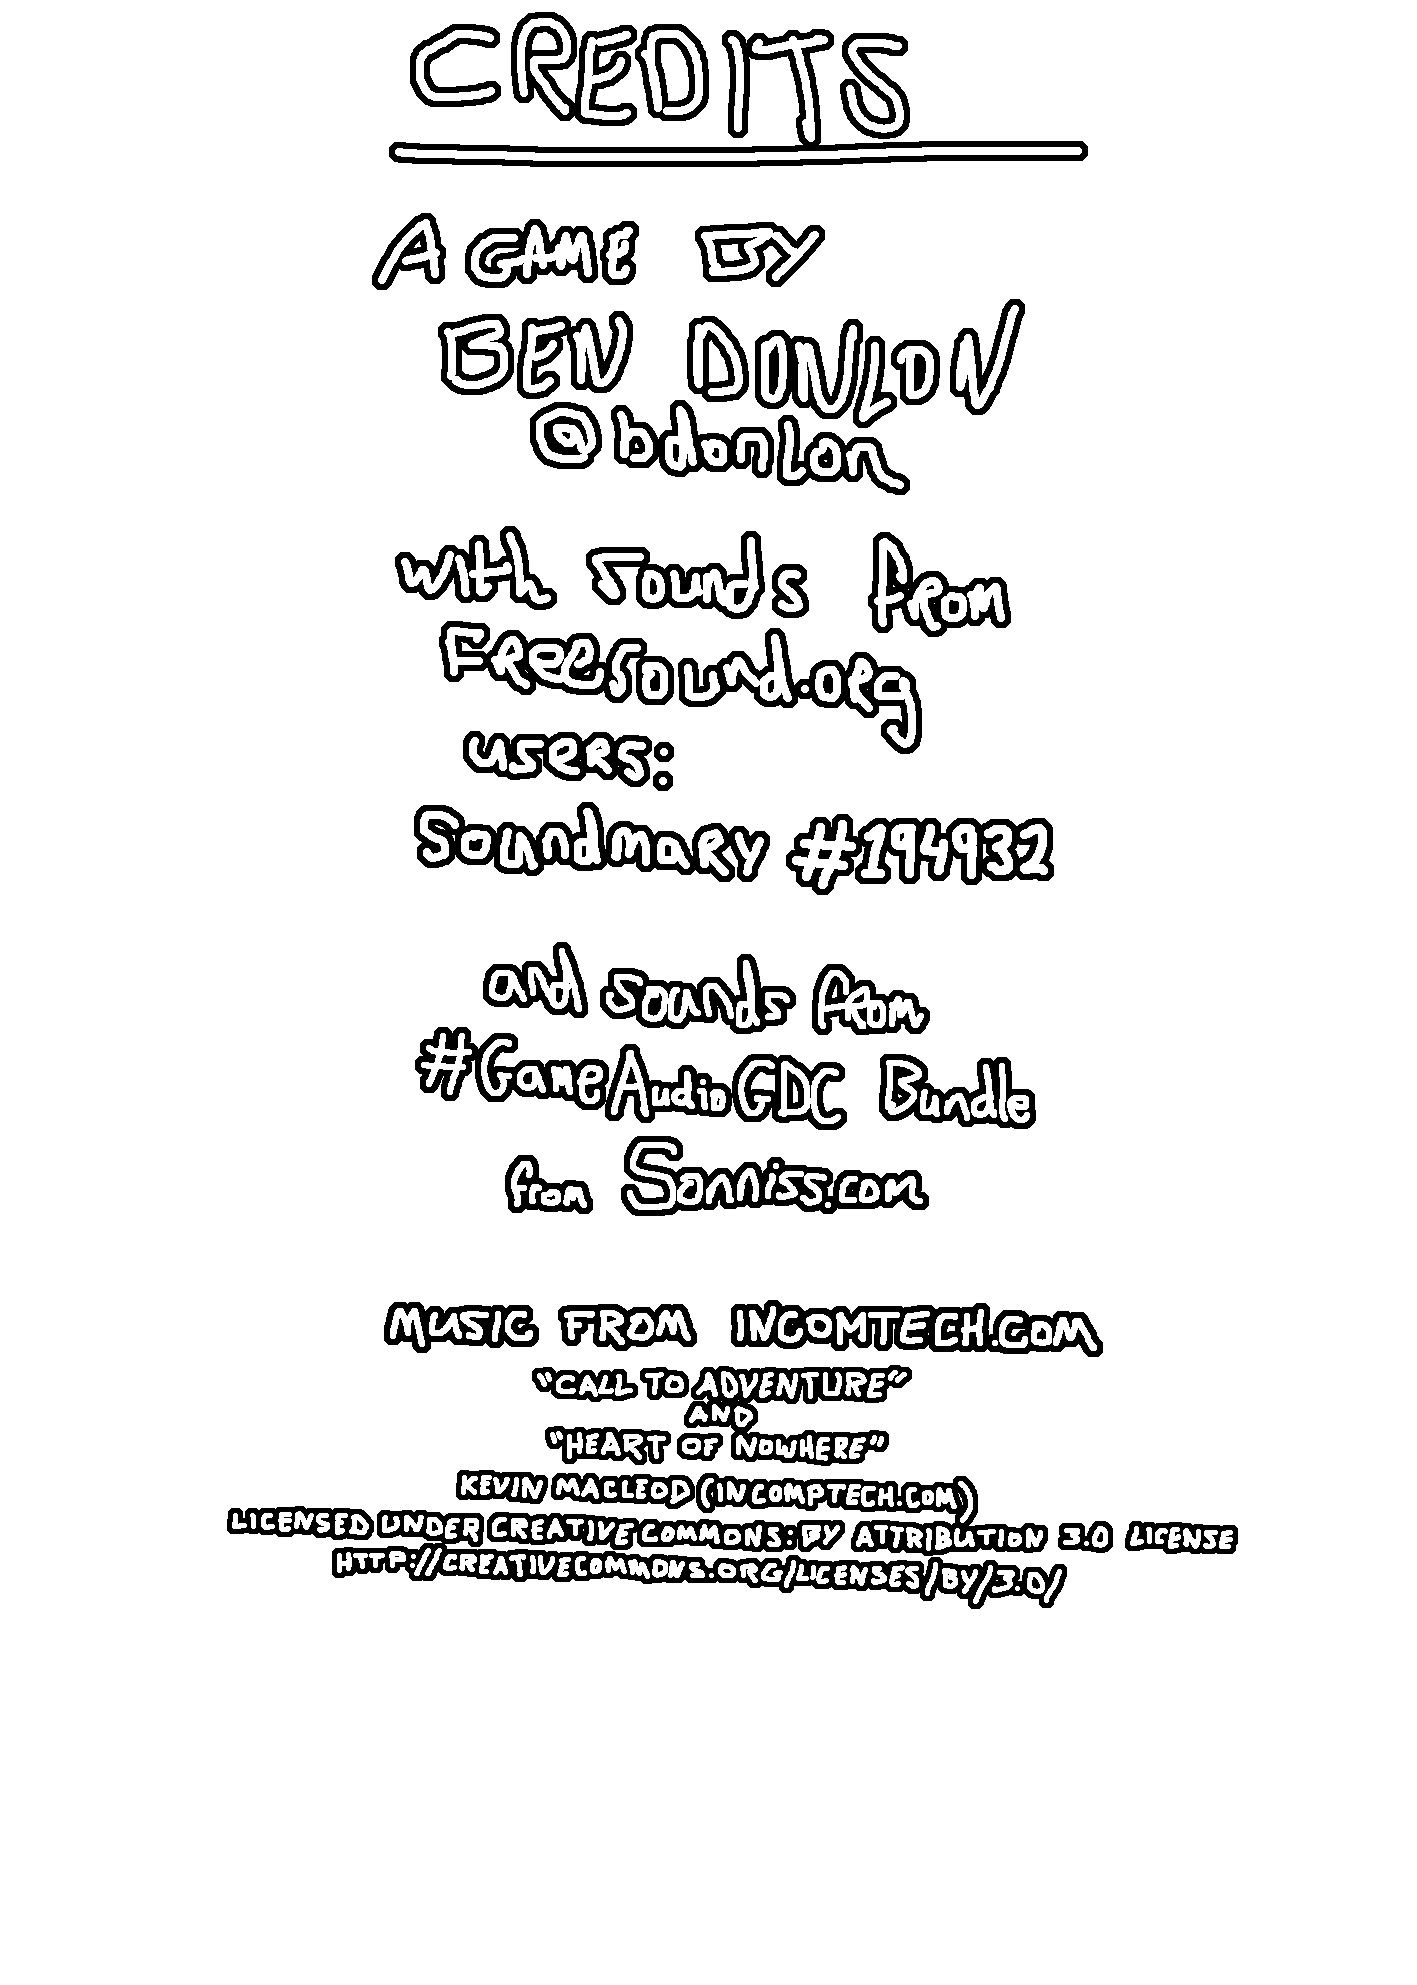 CREDITS
A GAME BY
BEN DONLON
@bdonlon
with sounds from
FReesound.oRg
users:
SoundmaRy #194932
and sounds from
#GameAudioGDC Bundle
from Sonniss.com
MUSIC FROM INCOMTECH.COM
"CALL TO ADVENTURE"
AND
"HEART OF NOWHERE"
KEVIN MACLEOD (INCOMPTECH.COM)
LICENSED UNDER CREATIVE COMMONS: BY ATTRIBUTION 3.0 LICENSE
HTTP://CREATIVECOMMONS.ORG/LICENSES/BY/3.0/